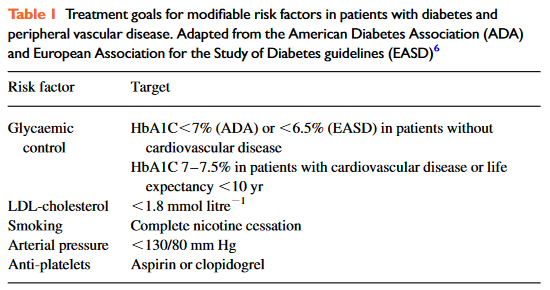 Table 1 Treatment goals for modifiable risk factors in patients with diabetes and
peripheral vascular disease. Adapted from the American Diabetes Association (ADA)
and European Association for the Study of Diabetes guidelines (EASD)⁶
Risk factor Target
Glycaemic control HbA1C<7% (ADA) or <6.5% (EASD) in patients without
cardiovascular disease
HbA1C 7–7.5% in patients with cardiovascular disease or life
expectancy <10 yr
LDL-cholesterol <1.8 mmol litre⁻¹
Smoking Complete nicotine cessation
Arterial pressure <130/80 mm Hg
Anti-platelets Aspirin or clopidogrel